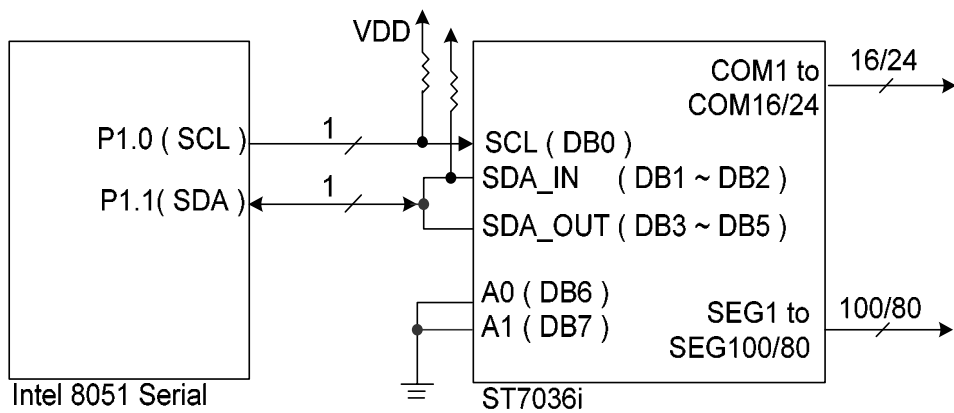 VDD
P1.0 ( SCL )
1
P1.1( SDA )
1
Intel 8051 Serial
COM1 to
COM16/24
16/24
SCL ( DB0 )
SDA_IN ( DB1 ~ DB2 )
SDA_OUT ( DB3 ~ DB5 )
A0 ( DB6 )
A1 ( DB7 )
SEG1 to
SEG100/80
100/80
ST7036i